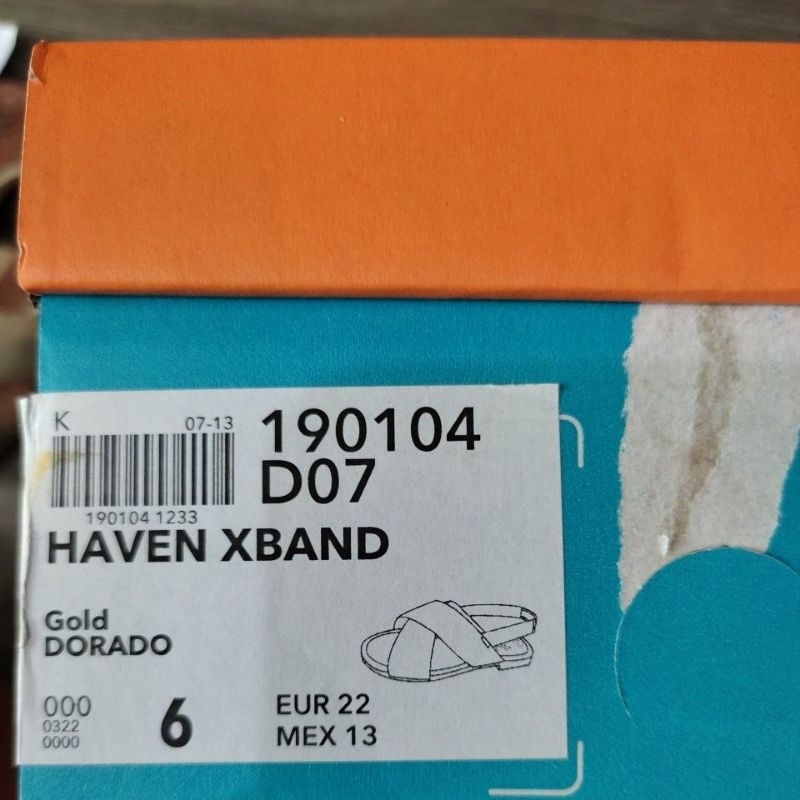 K 07-13
190104
D07
190104 1233
HAVEN XBAND
Gold
DORADO
000
0322
0000
6
EUR 22
MEX 13